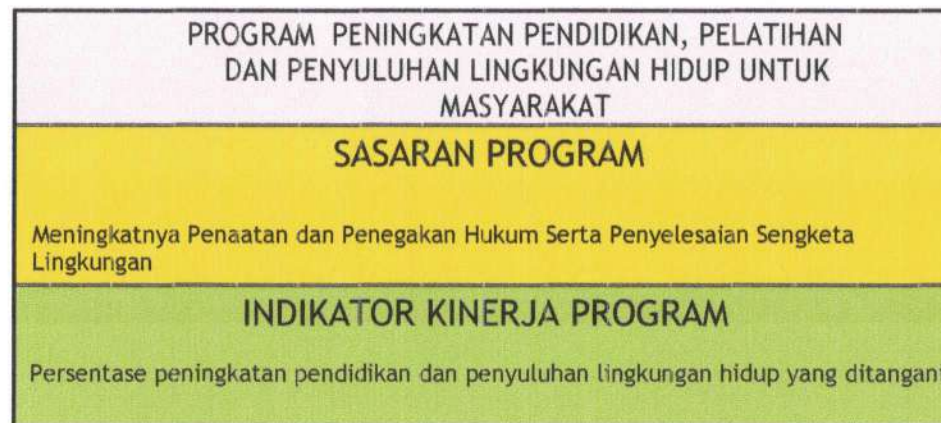 PROGRAM PENINGKATAN PENDIDIKAN, PELATIHAN
DAN PENYULUHAN LINGKUNGAN HIDUP UNTUK
MASYARAKAT
SASARAN PROGRAM
Meningkatnya Penaatan dan Penegakan Hukum Serta Penyelesaian Sengketa
Lingkungan
INDIKATOR KINERJA PROGRAM
Persentase peningkatan pendidikan dan penyuluhan lingkungan hidup yang ditangani